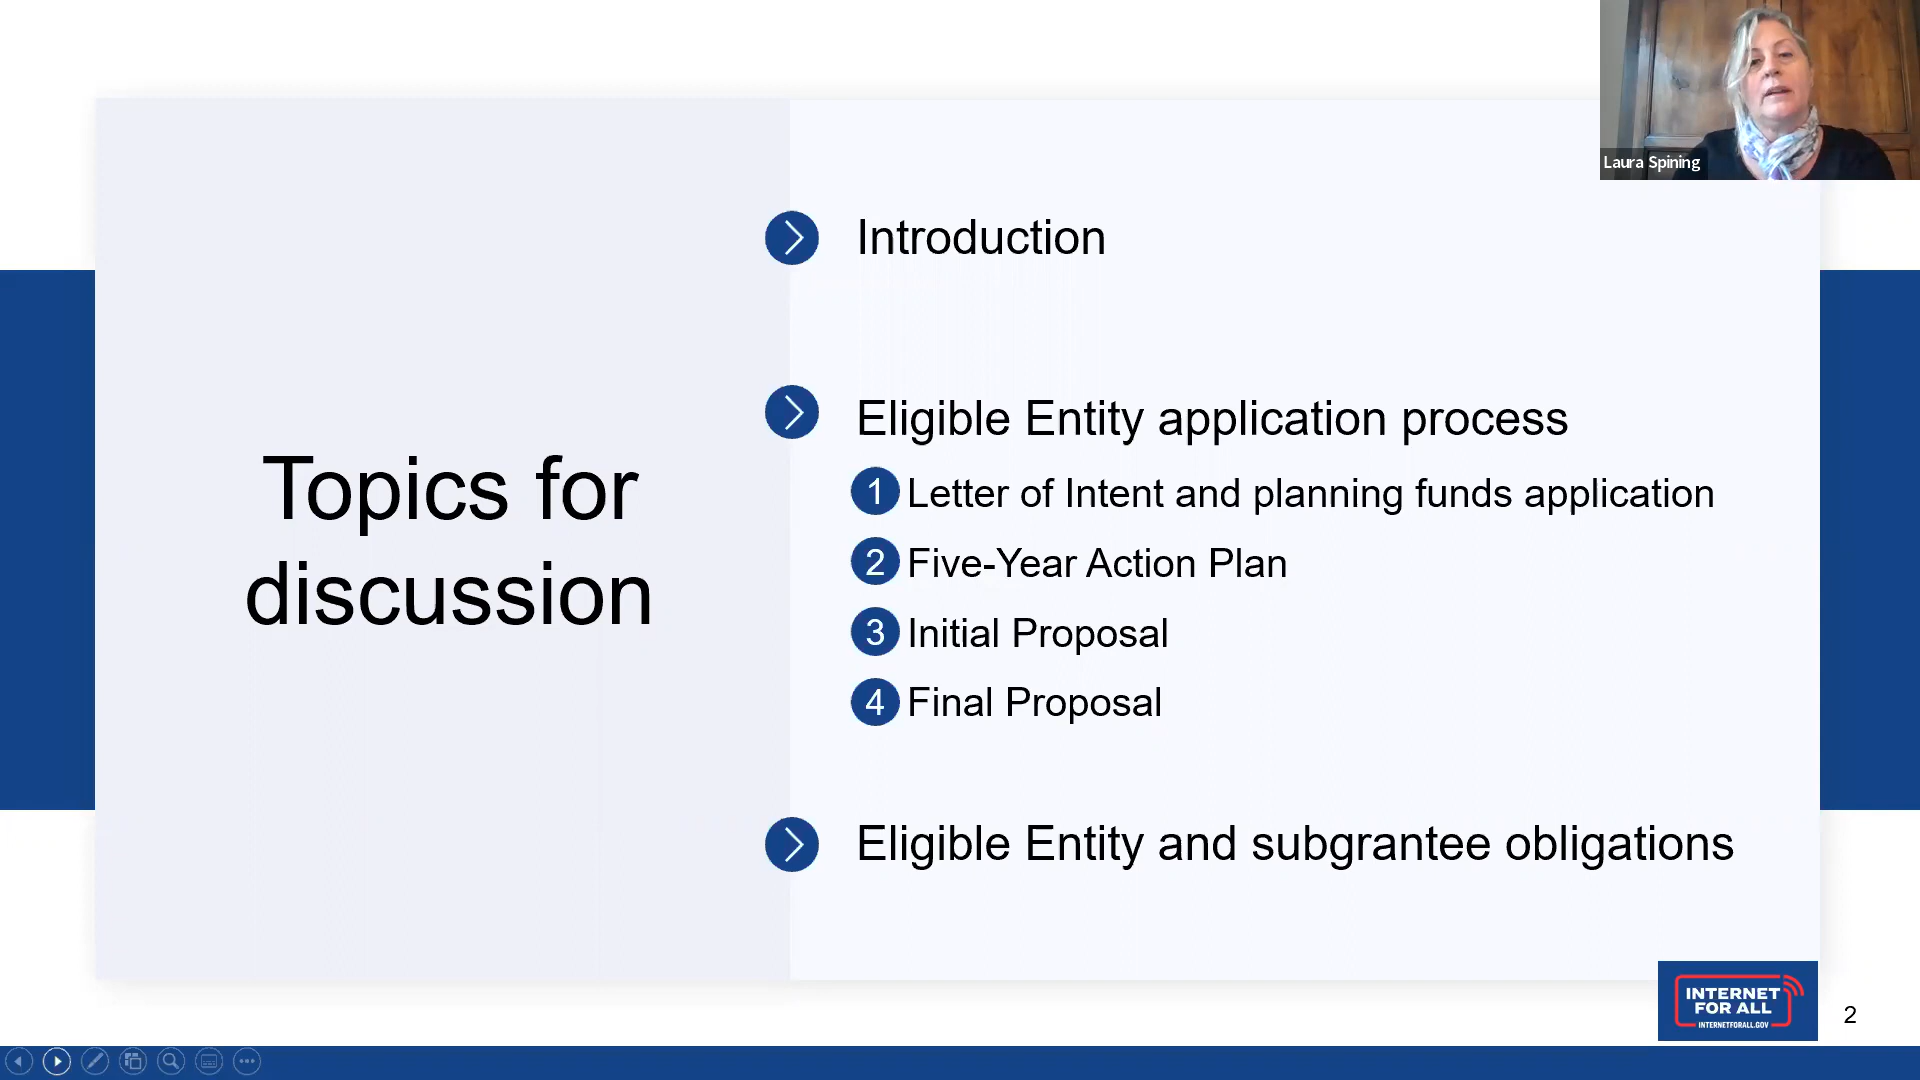 Laura Spining
Topics for
discussion
Introduction
Eligible Entity application process
1 Letter of Intent and planning funds application
2 Five-Year Action Plan
3 Initial Proposal
4 Final Proposal
Eligible Entity and subgrantee obligations
INTERNET
FOR ALL
INTERNETFORALL.GOV
2